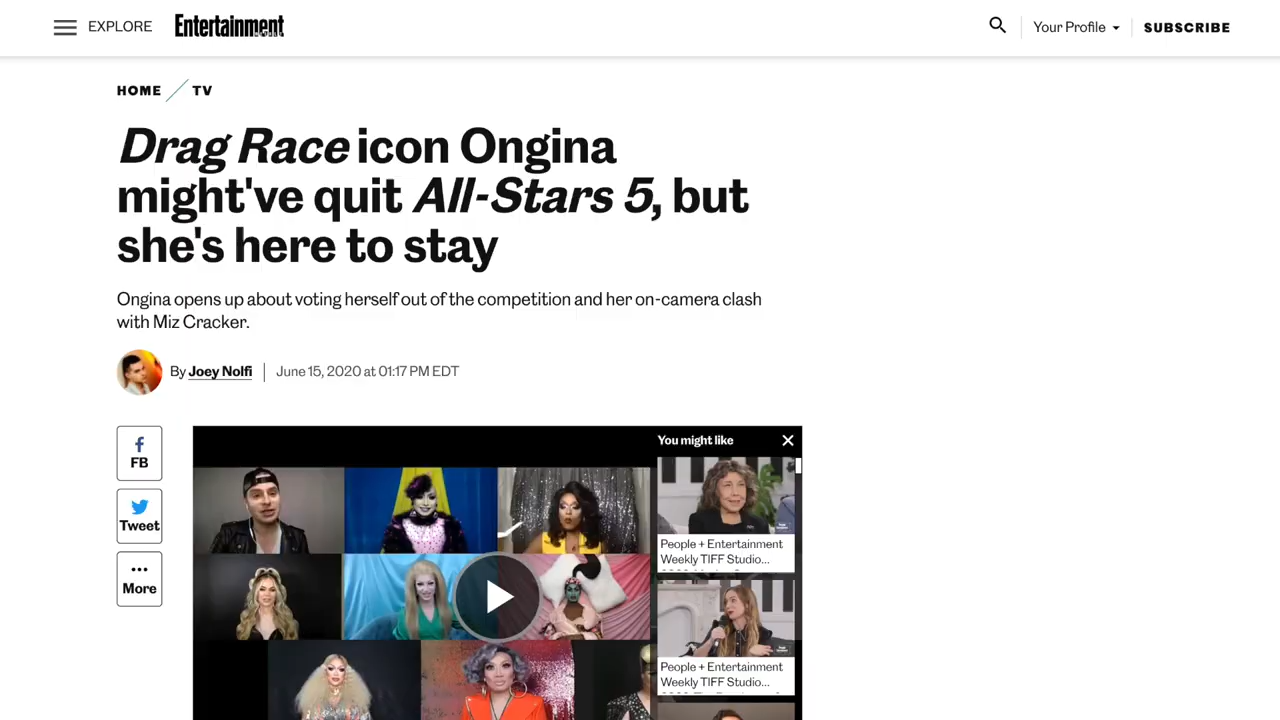 EXPLORE
Entertainment
Your Profile
SUBSCRIBE
HOME
TV
Drag Race icon Ongina
might've quit All-Stars 5, but
she's here to stay
Ongina opens up about voting herself out of the competition and her on-camera clash
with Miz Cracker.
By Joey Nolfi
June 15, 2020 at 01:17 PM EDT
FB
Tweet
More
You might like
People + Entertainment
Weekly TIFF Studio...
People + Entertainment
Weekly TIFF Studio...